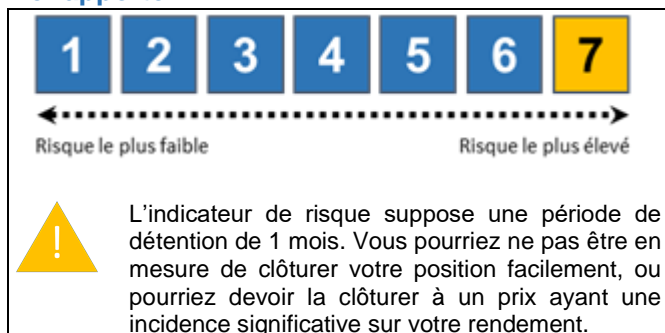 1 2 3 4 5 6 7
Risque le plus faible Risque le plus élevé
!
L’indicateur de risque suppose une période de
détention de 1 mois. Vous pourriez ne pas être en
mesure de clôturer votre position facilement, ou
pourriez devoir la clôturer à un prix ayant une
incidence significative sur votre rendement.